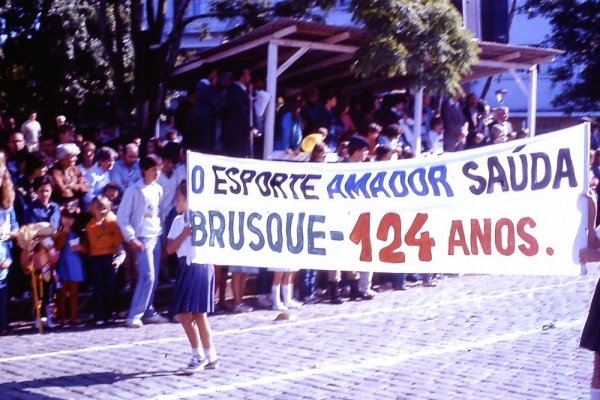 O ESPORTE AMADOR SAÚDA
BRUSQUE-124 ANOS.